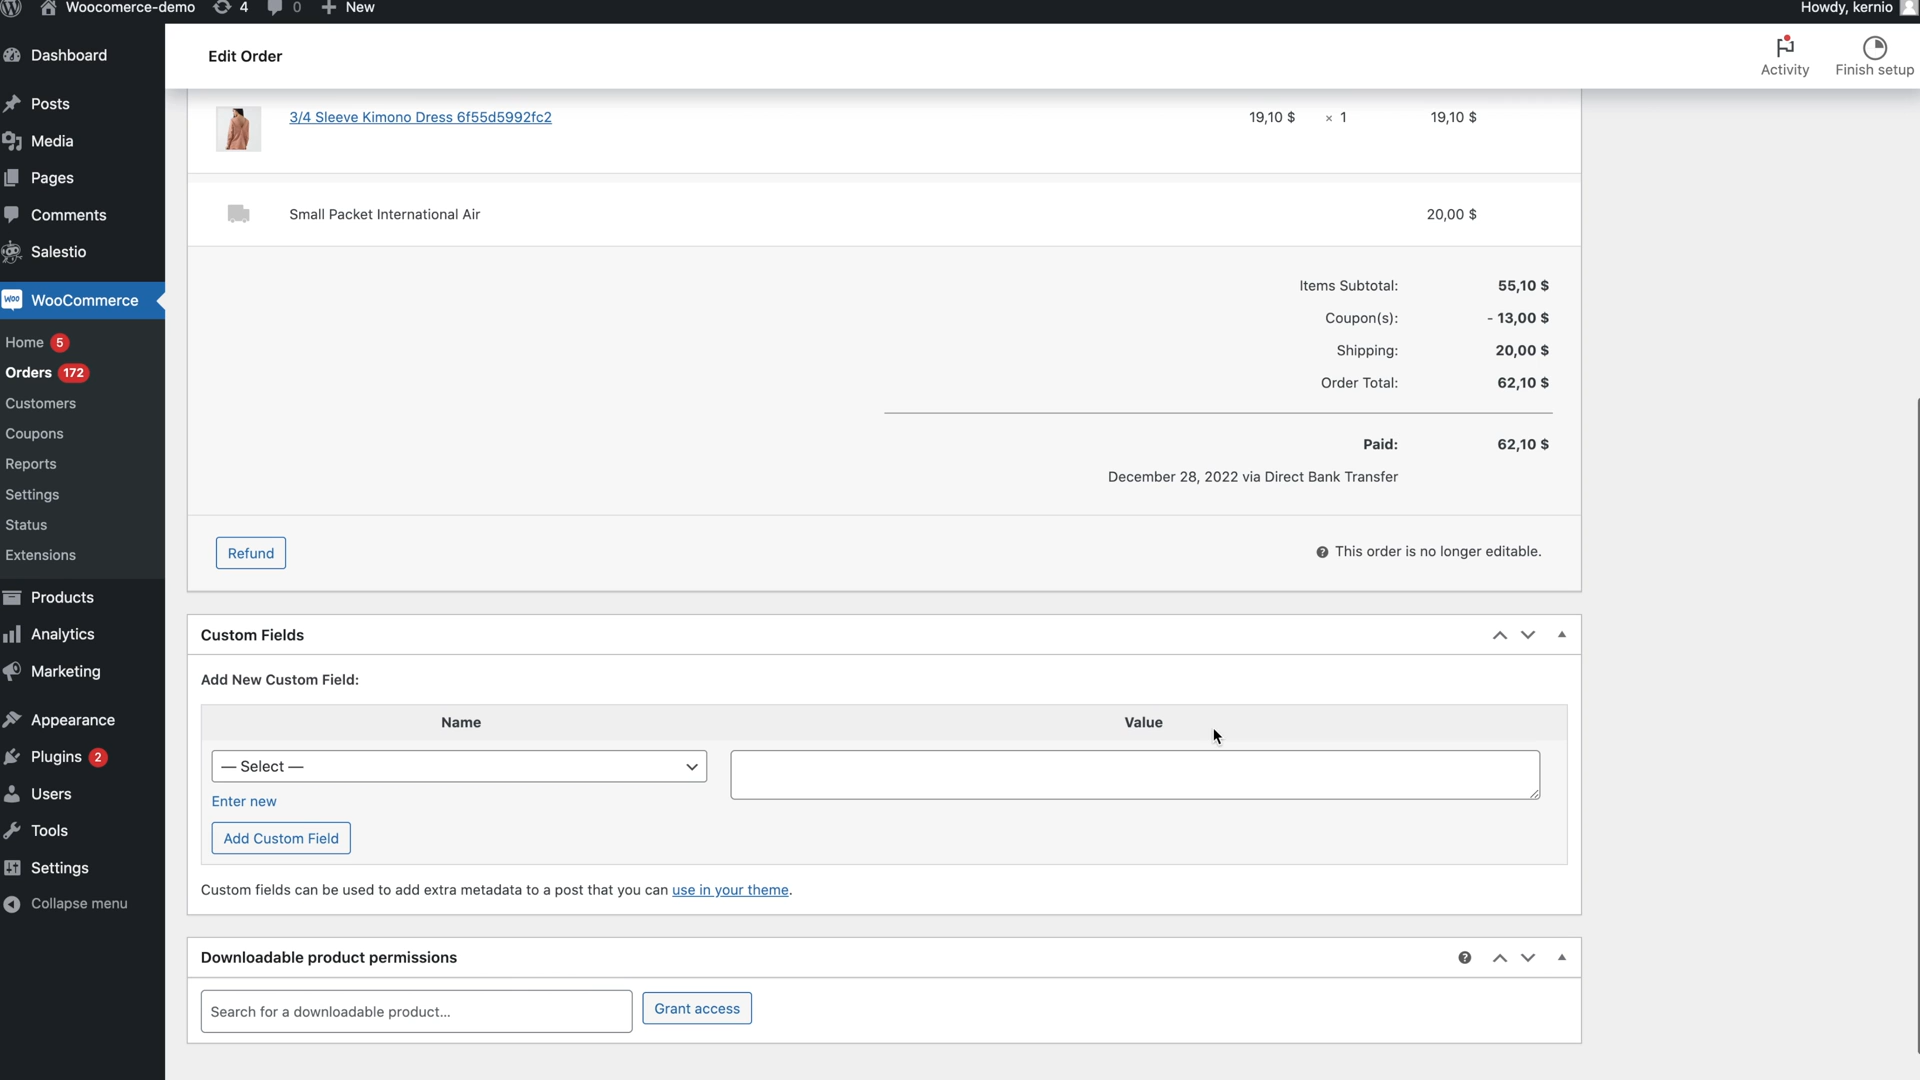 Woocomerce-demo 4 0 New Howdy, kernio
Edit Order
Activity
Finish setup
Dashboard
Posts
Media
Pages
Comments
Salestio
Woo WooCommerce
Home 5
Orders 172
Customers
Coupons
Reports
Settings
Status
Extensions
Products
Analytics
Marketing
Appearance
Plugins 2
Users
Tools
Settings
Collapse menu
3/4 Sleeve Kimono Dress 6f55d5992fc2 19,10 $ × 1 19,10 $
Small Packet International Air 20,00 $
Items Subtotal: 55,10 $
Coupon(s): - 13,00 $
Shipping: 20,00 $
Order Total: 62,10 $
Paid: 62,10 $
December 28, 2022 via Direct Bank Transfer
Refund ? This order is no longer editable.
Custom Fields
Add New Custom Field:
Name Value
— Select —
Enter new
Add Custom Field
Custom fields can be used to add extra metadata to a post that you can use in your theme.
Downloadable product permissions ?
Search for a downloadable product... Grant access